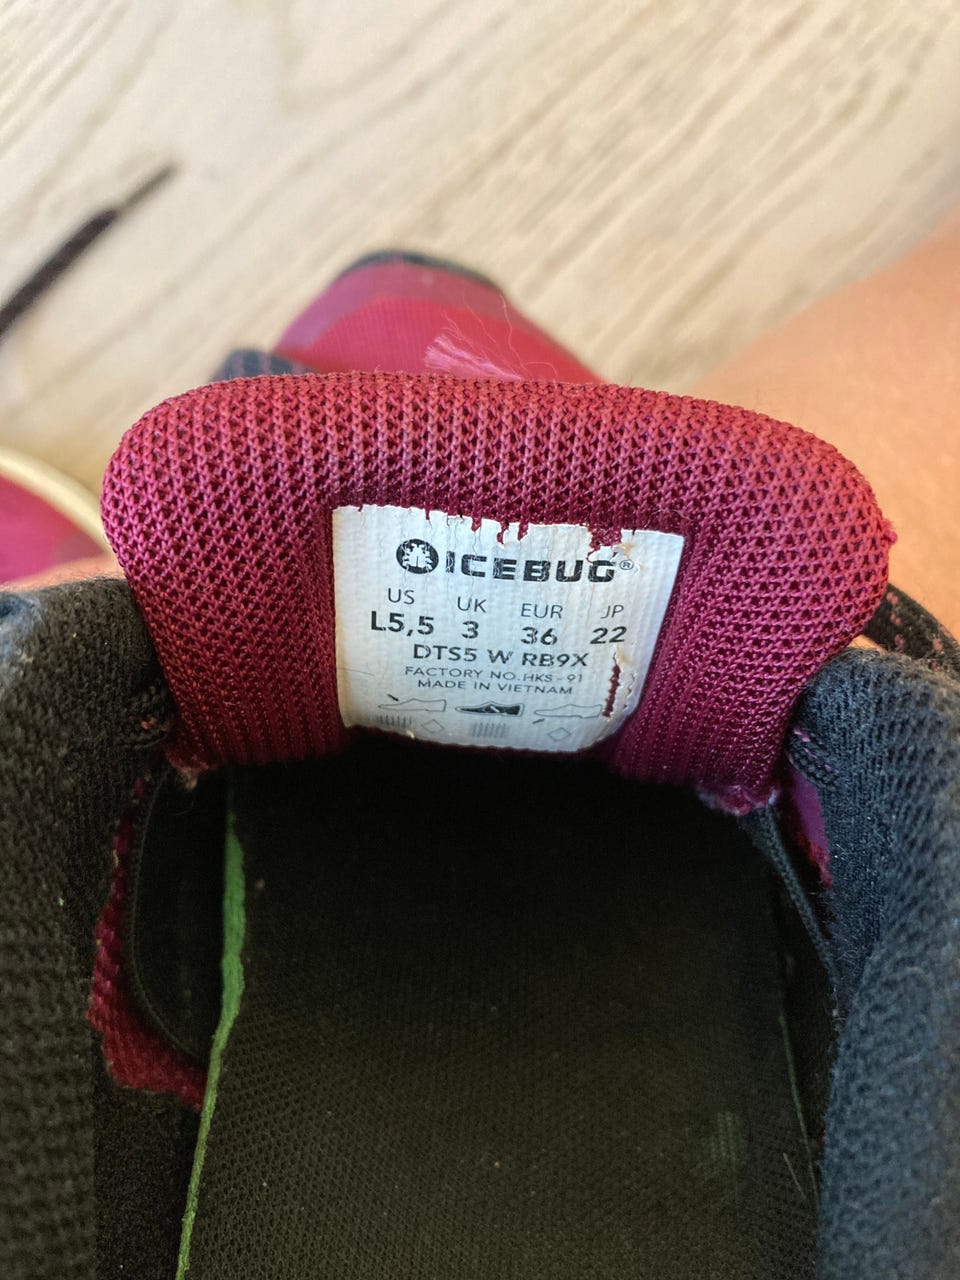 ICEBUG®
US UK EUR JP
L5,5 3 36 22
DTS5 W RB9X
FACTORY NO. HKS-91
MADE IN VIETNAM